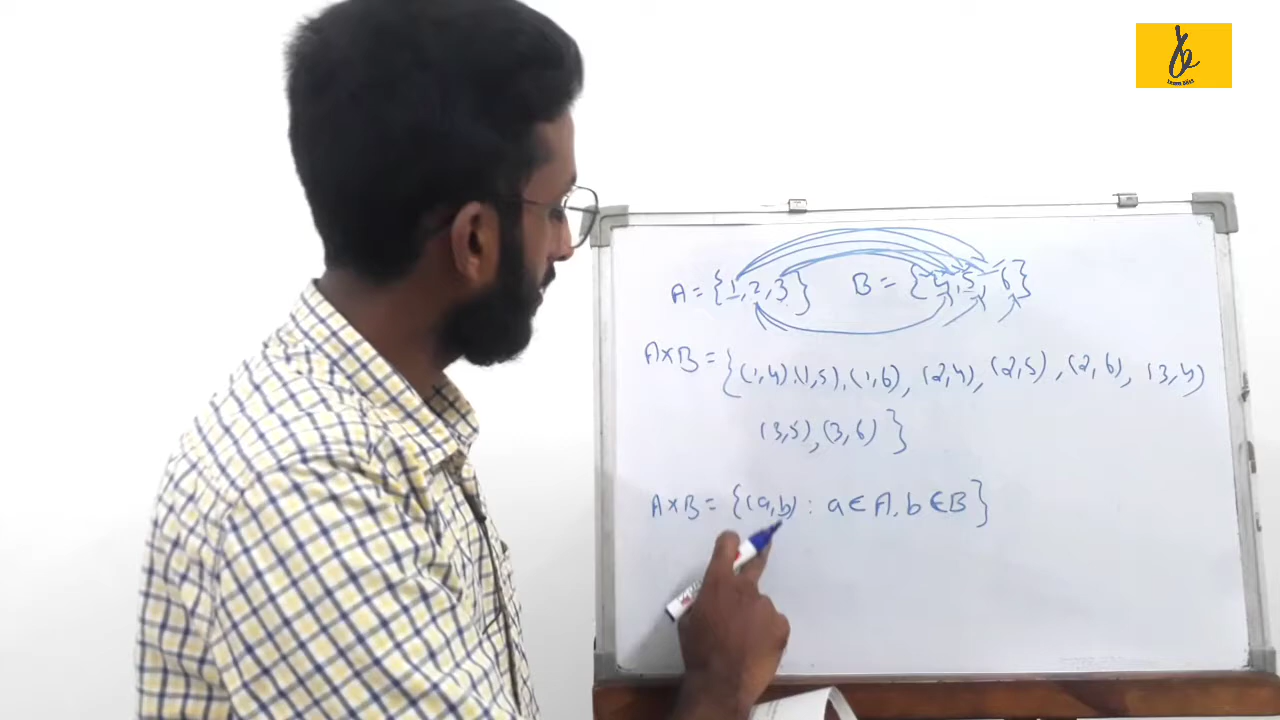 A = {1, 2, 3} B = {4, 5, 6}
A×B = {(1,4),(1,5),(1,6), (2,4), (2,5), (2,6), (3,4)
(3,5), (3,6)}
A×B = {(a,b) : a∈A, b∈B}